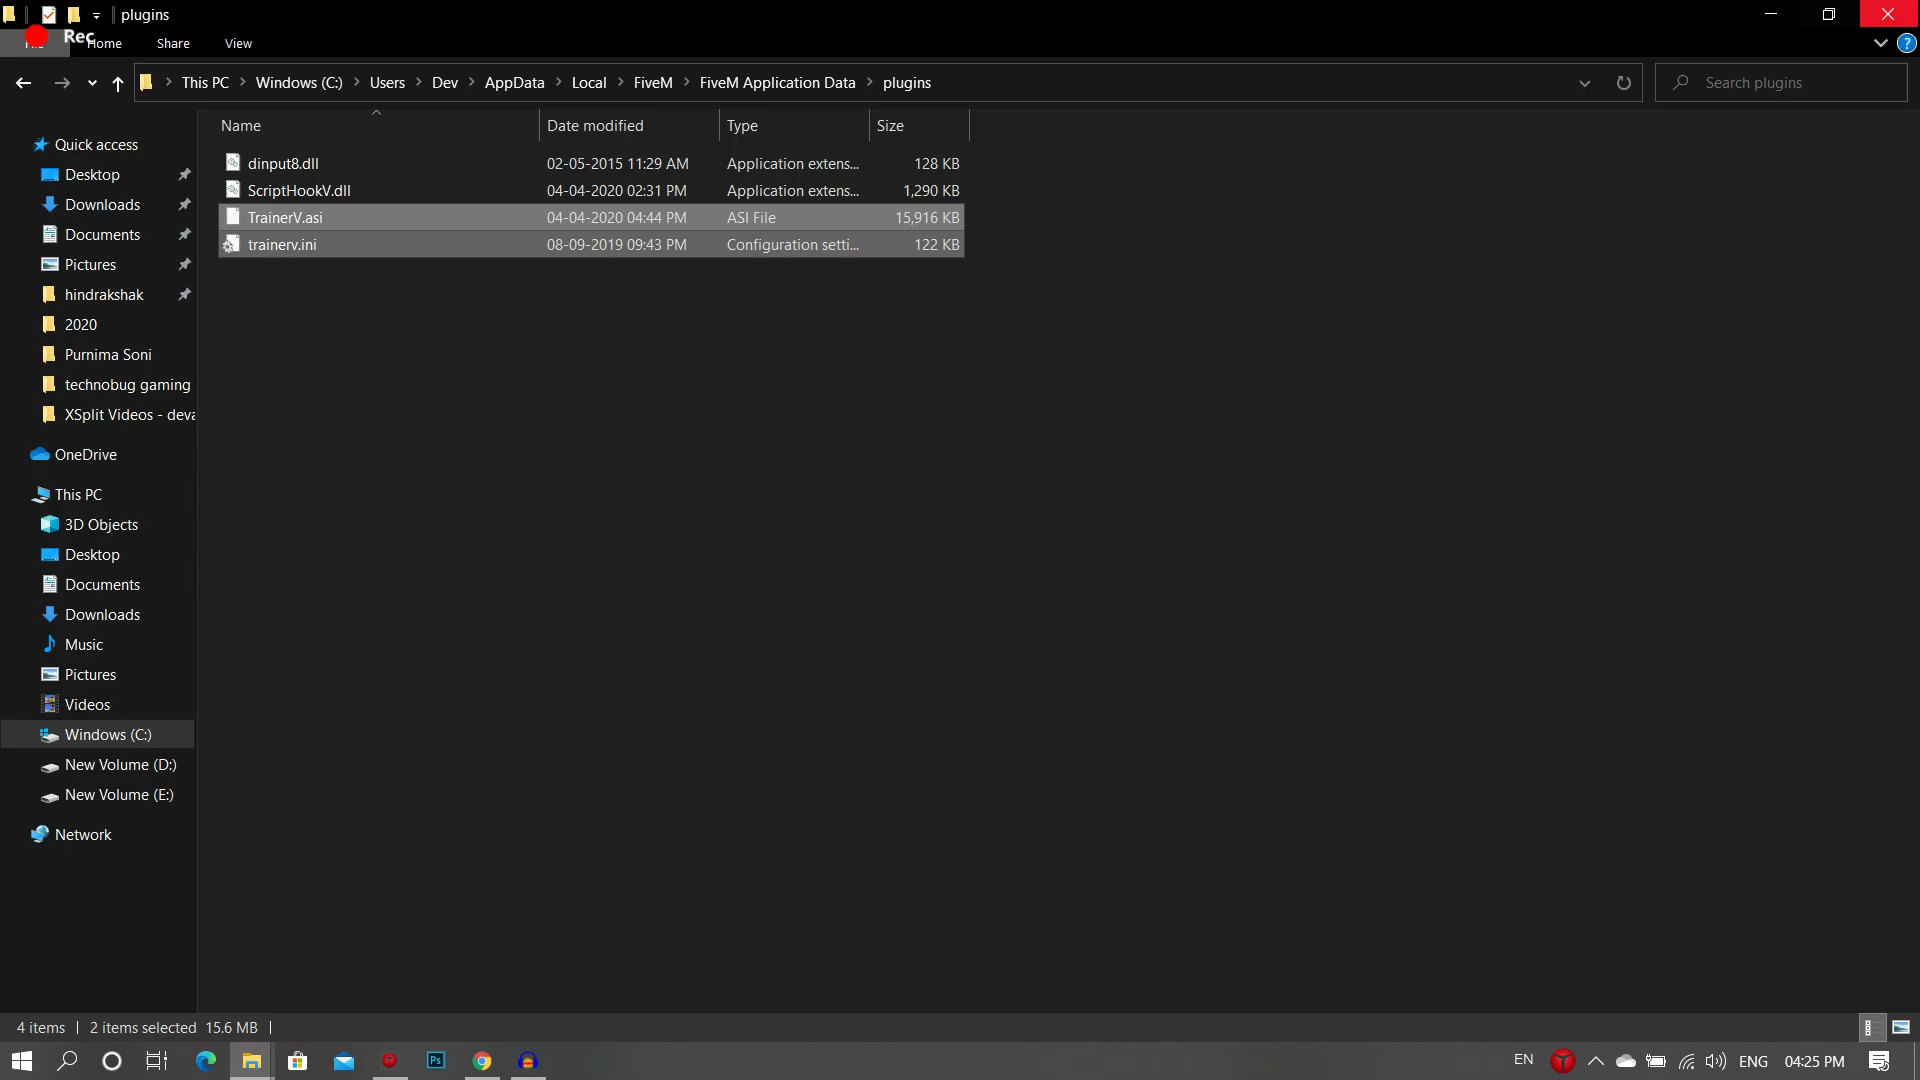 plugins
Rec
Home Share View
This PC Windows (C:) Users Dev AppData Local FiveM FiveM Application Data plugins
Search plugins
Name Date modified Type Size
dinput8.dll 02-05-2015 11:29 AM Application extens... 128 KB
ScriptHookV.dll 04-04-2020 02:31 PM Application extens... 1,290 KB
TrainerV.asi 04-04-2020 04:44 PM ASI File 15,916 KB
trainerv.ini 08-09-2019 09:43 PM Configuration setti... 122 KB
Quick access
Desktop
Downloads
Documents
Pictures
hindrakshak
2020
Purnima Soni
technobug gaming
XSplit Videos - deva
OneDrive
This PC
3D Objects
Desktop
Documents
Downloads
Music
Pictures
Videos
Windows (C:)
New Volume (D:)
New Volume (E:)
Network
4 items 2 items selected 15.6 MB
Ps
EN ENG 04:25 PM